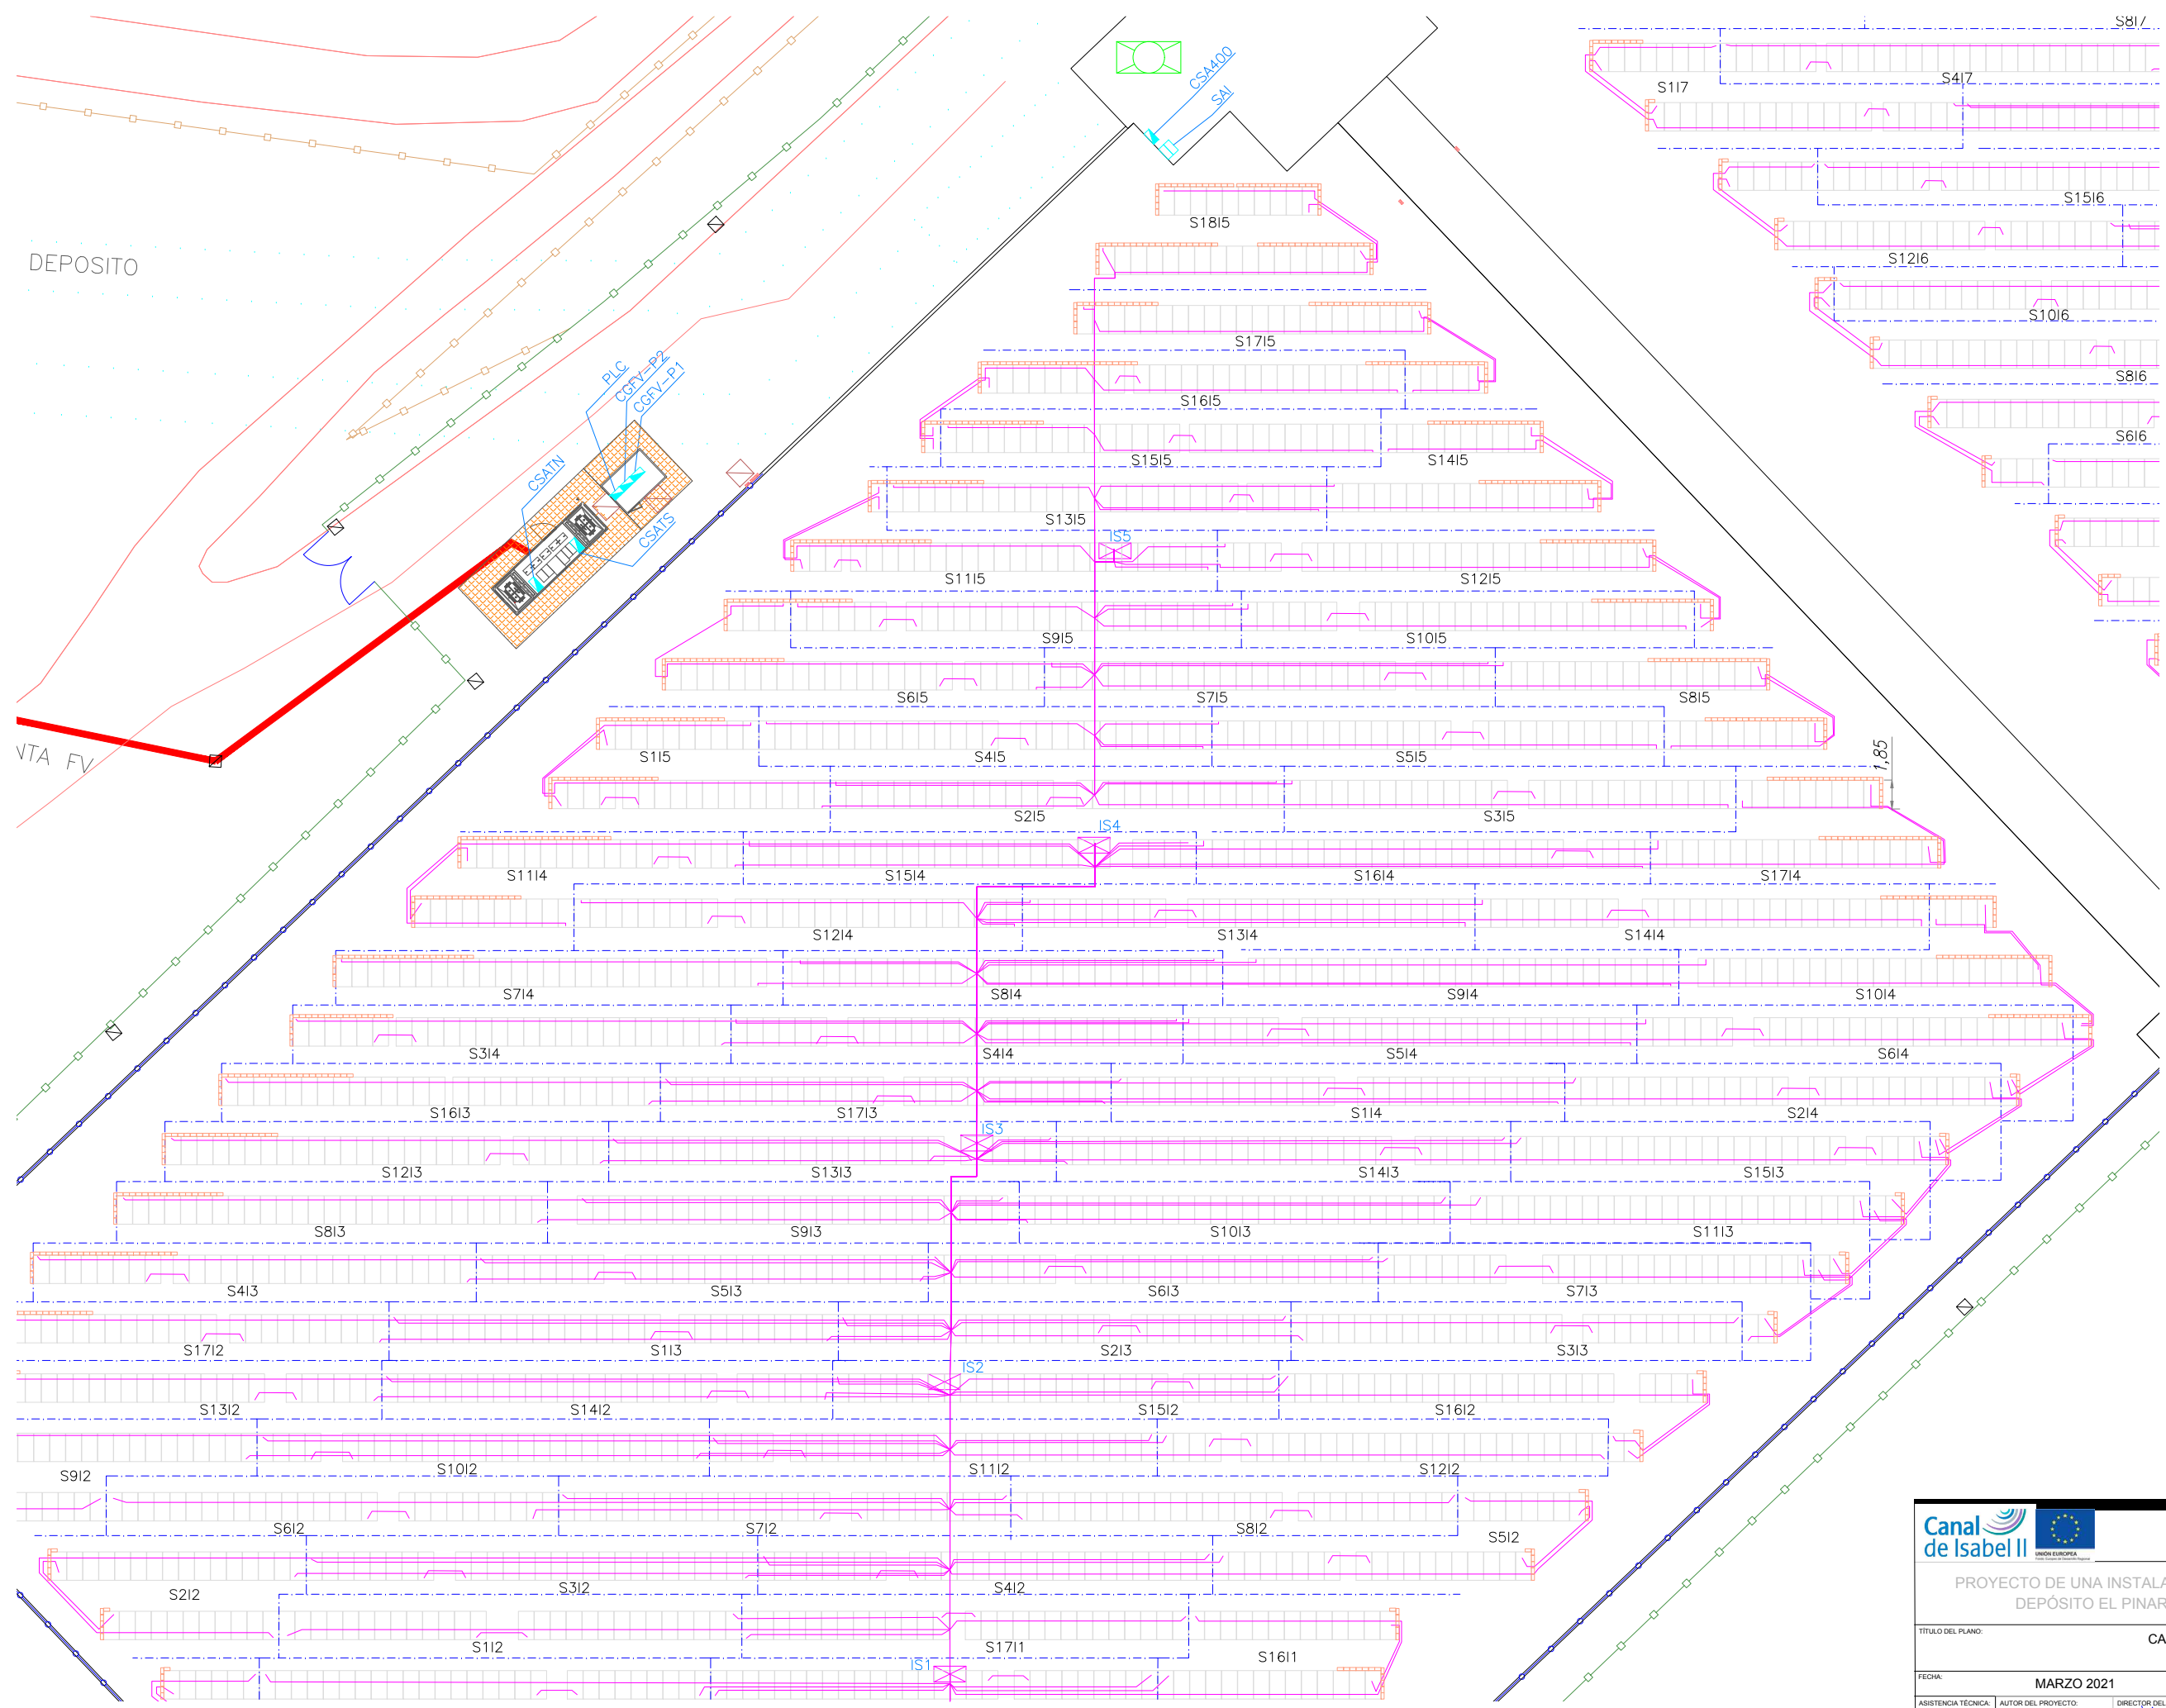 S8I7
CSA400
SAI
S4I7
S1I7
S15I6
S18I5
DEPOSITO
S12I6
S10I6
S17I5
PLC
CGFV-P2
CGFV-P1
S8I6
S16I5
S6I6
S15I5
S14I5
CSATN
CSATS
S13I5
IS5
S11I5
S12I5
S9I5
S10I5
S6I5
S7I5
S8I5
NTA FV
S1I5
S4I5
S5I5
1,85
S2I5
S3I5
IS4
S11I4
S15I4
S16I4
S17I4
S12I4
S13I4
S14I4
S7I4
S8I4
S9I4
S10I4
S3I4
S4I4
S5I4
S6I4
S16I3
S17I3
S1I4
S2I4
IS3
S12I3
S13I3
S14I3
S15I3
S8I3
S9I3
S10I3
S11I3
S4I3
S5I3
S6I3
S7I3
S17I2
S1I3
S2I3
S3I3
IS2
S13I2
S14I2
S15I2
S16I2
S9I2
S10I2
S11I2
S12I2
S6I2
S7I2
S8I2
S5I2
S2I2
S3I2
S4I2
S1I2
S17I1
S16I1
IS1
Canal
de Isabel II
UNIÓN EUROPEA
PROYECTO DE UNA INSTALA
DEPÓSITO EL PINAR
TÍTULO DEL PLANO:
CA
FECHA:
MARZO 2021
ASISTENCIA TÉCNICA:
AUTOR DEL PROYECTO:
DIRECTOR DEL